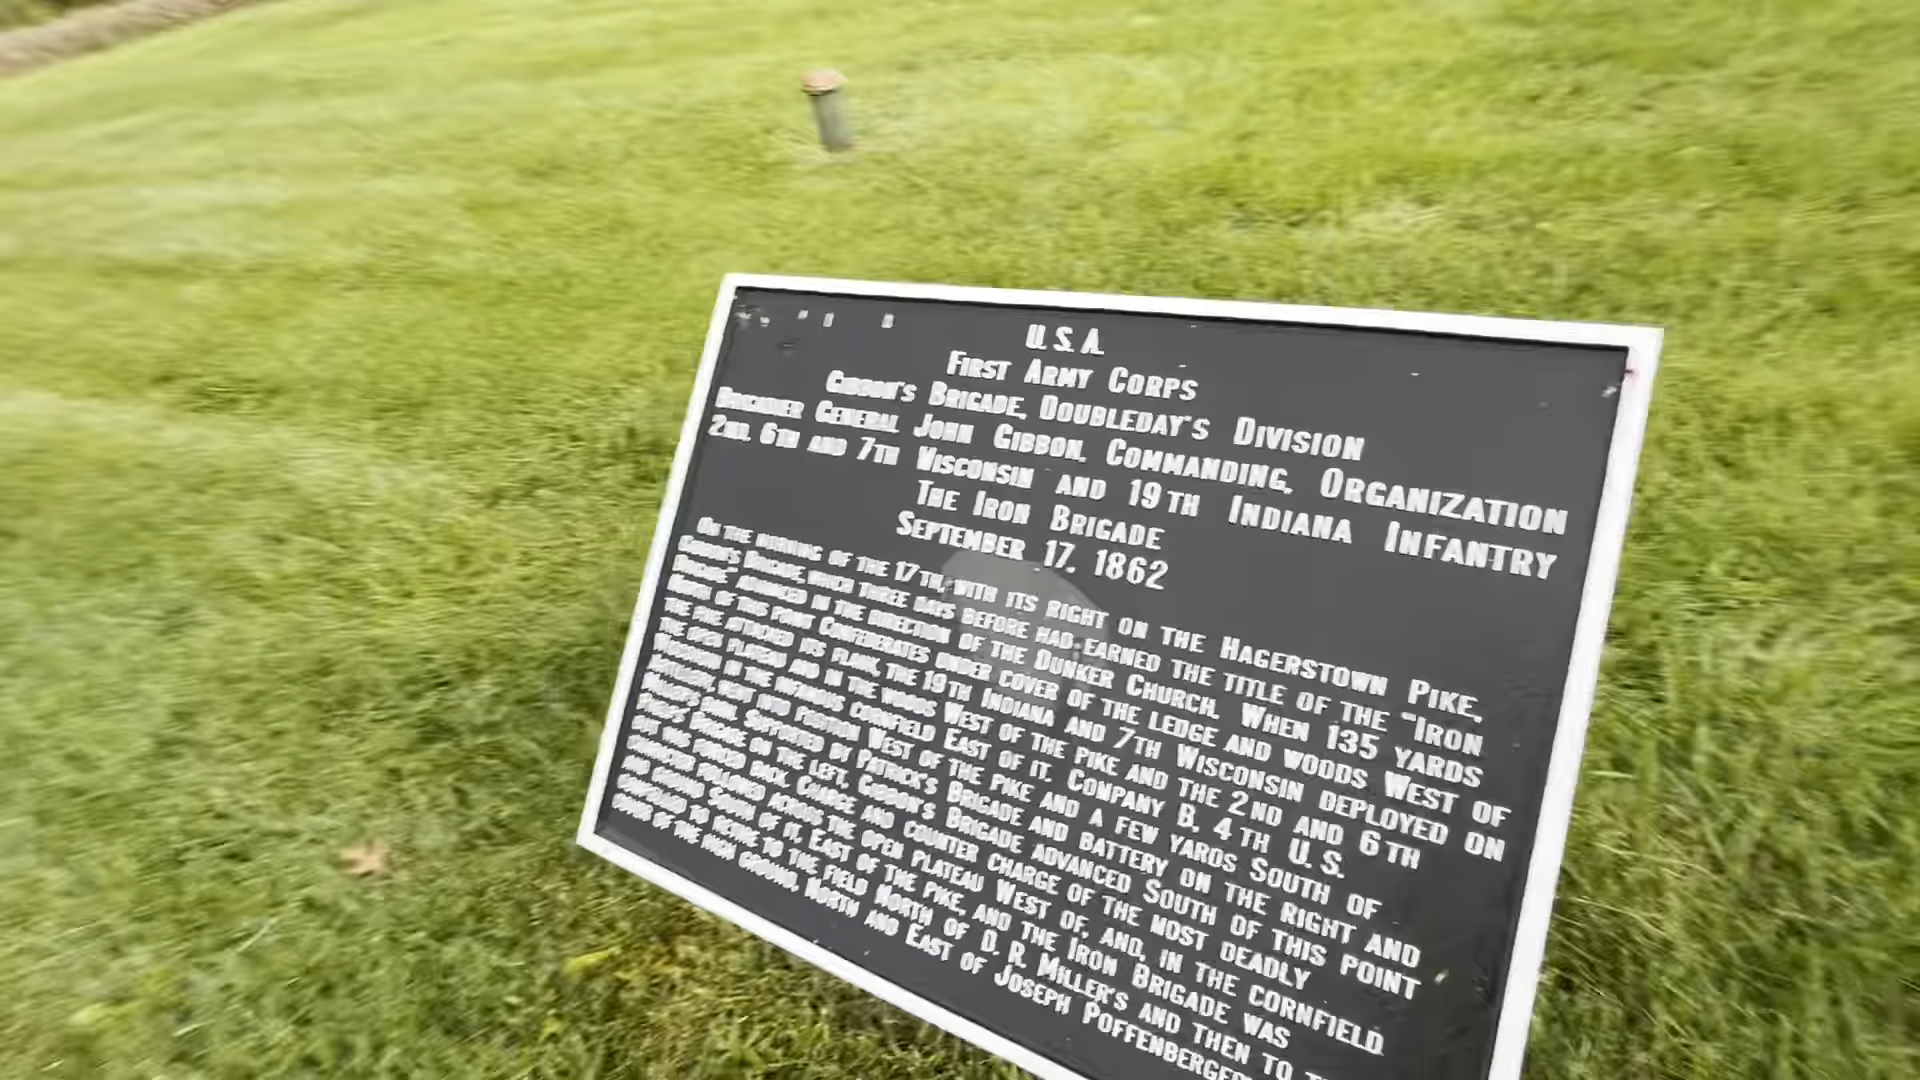 U.S.A.
First Army Corps
Gibbon's Brigade, Doubleday's Division
Brigadier General John Gibbon, Commanding, Organization
2nd, 6th and 7th Wisconsin and 19th Indiana Infantry
The Iron Brigade
September 17, 1862
On the morning of the 17th, with its right on the Hagerstown Pike,
Gibbon's Brigade, which three days before had earned the title of the "Iron
Brigade" advanced in the direction of the Dunker Church. When 135 yards
North of this point Confederates under cover of the ledge and woods West of
the pike attacked its flank, the 19th Indiana and 7th Wisconsin deployed on
the open plateau and in the woods West of the pike and the 2nd and 6th
Wisconsin in the infamous cornfield East of it. Company B, 4th U.S.
Artillery, went into position West of the pike and a few yards South of
Miller's barn. Supported by Patrick's Brigade and battery on the right and
Phelps's Brigade on the left, Gibbon's Brigade advanced South of this point
but was forced back. Charge and counter charge of the most deadly
character followed across the open plateau West of, and, in the cornfield
and ground South of it, East of the pike, and the Iron Brigade was
compelled to retire to the field North of D. R. Miller's and then to
of the high ground, North and East of Joseph